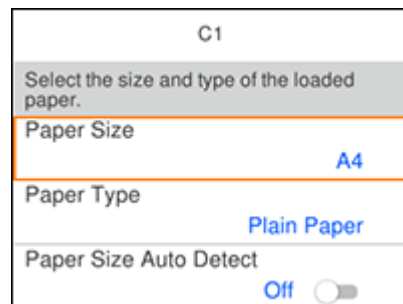 C1
Select the size and type of the loaded
paper.
Paper Size
A4
Paper Type
Plain Paper
Paper Size Auto Detect
Off